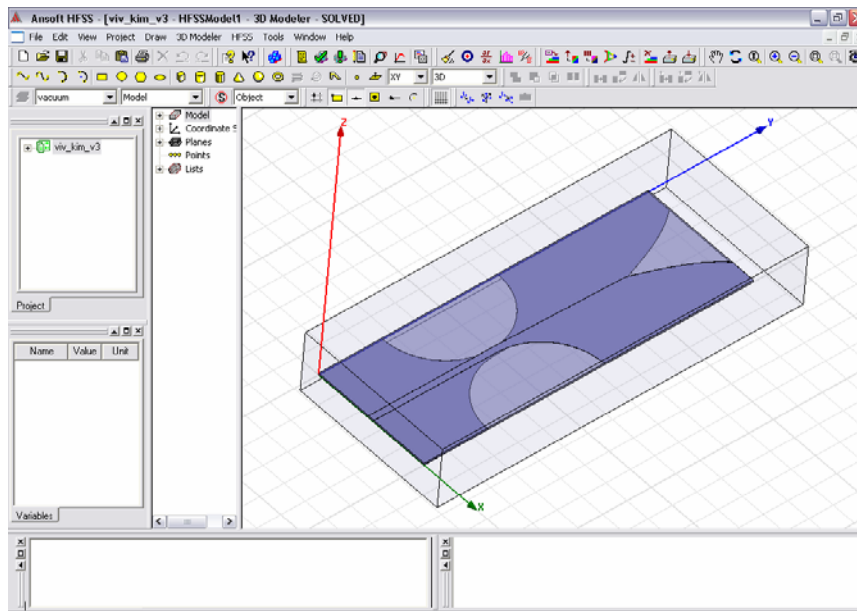 Ansoft HFSS - [viv_kim_v3 - HFSSModel1 - 3D Modeler - SOLVED]
File Edit View Project Draw 3D Modeler HFSS Tools Window Help
XY 3D
vacuum Model Object
viv_kim_v3
Project
Model
Coordinate S
Planes
Points
Lists
Z
Y
X
Name Value Unit
Variables